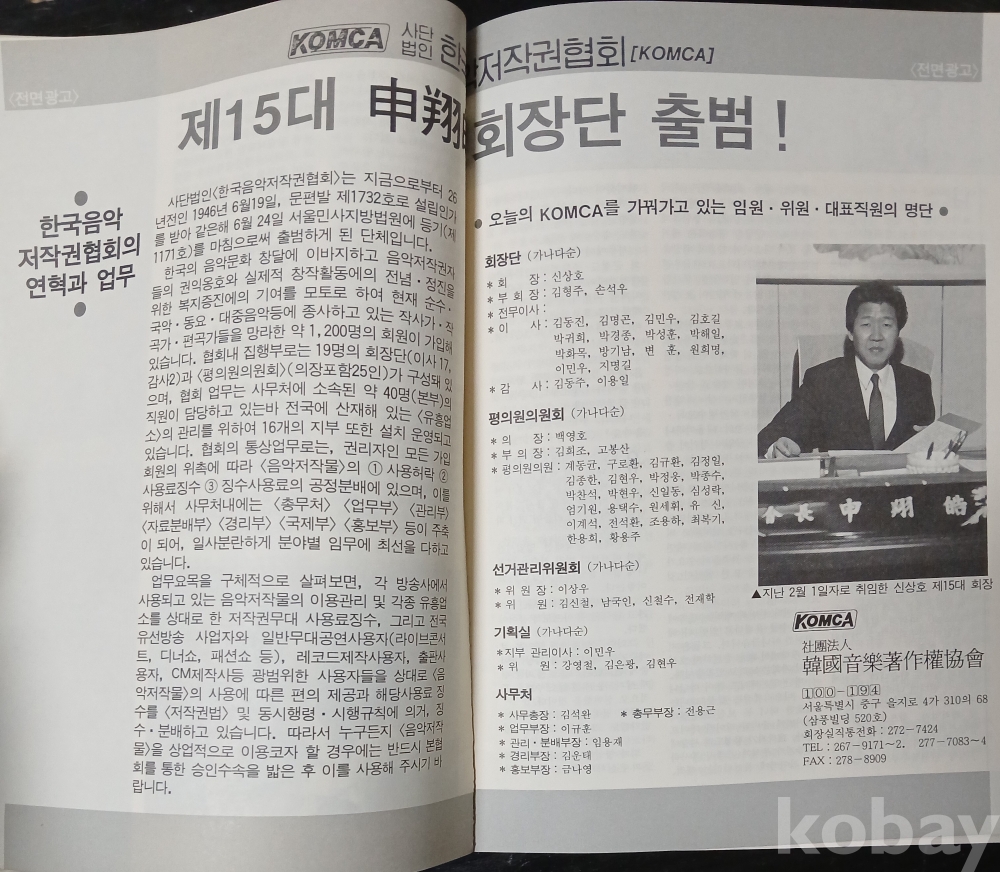 KOMCA 사단법인 한국음악저작권협회 [KOMCA]
〈전면광고〉
〈전면광고〉
제15대 申翔 회장단 출범!
한국음악
저작권협회의
연혁과 업무
사단법인〈한국음악저작권협회〉는 지금으로부터 26
년전인 1946년 6월19일, 문편발 제1732호로 설립인가
를 받아 같은해 6월 24일 서울민사지방법원에 등기(제
1171호)를 마침으로써 출범하게 된 단체입니다.
한국의 음악문화 창달에 이바지하고 음악저작권자
들의 권익옹호와 실제적 창작활동에의 전념·정진을
위한 복지증진에의 기여를 모토로 하여 현재 순수·
국악·동요·대중음악등에 종사하고 있는 작사가·작
곡가·편곡가들을 망라한 약 1,200명의 회원이 가입해
있습니다. 협회내 집행부로는 19명의 회장단(이사 17,
감사2)과 〈평의원의원회〉(의장포함25인)가 구성돼 있
으며, 협회 업무는 사무처에 소속된 약 40명(본부)의
직원이 담당하고 있는바 전국에 산재해 있는 〈유흥업
소〉의 관리를 위하여 16개의 지부 또한 설치 운영되고
있습니다. 협회의 통상업무로는, 권리자인 모든 가입
회원의 위촉에 따라 〈음악저작물〉의 ① 사용허락 ②
사용료징수 ③ 징수사용료의 공정분배에 있으며, 이를
위해서 사무처내에는 〈총무처〉〈업무부〉〈관리부〉
〈자료분배부〉〈경리부〉〈국제부〉〈홍보부〉 등이 주축
이 되어, 일사분란하게 분야별 임무에 최선을 다하고
있습니다.
업무요목을 구체적으로 살펴보면, 각 방송사에서
사용되고 있는 음악저작물의 이용관리 및 각종 유흥업
소를 상대로 한 저작권무대 사용료징수, 그리고 전국
유선방송 사업자와 일반무대공연사용자(라이브콘서
트, 디너쇼, 패션쇼 등), 레코드제작사용자, 출판사
용자, CM제작사등 광범위한 사용자들을 상대로 〈음
악저작물〉의 사용에 따른 편의 제공과 해당사용료 징
수를 〈저작권법〉 및 동시행령·시행규칙에 의거, 징
수·분배하고 있습니다. 따라서 누구든지 〈음악저작
물〉을 상업적으로 이용코자 할 경우에는 반드시 본협
회를 통한 승인수속을 밟은 후 이를 사용해 주시기 바
랍니다.
● 오늘의 KOMCA를 가꿔가고 있는 임원·위원·대표직원의 명단 ●
회장단 (가나다순)
* 회 장 : 신상호
* 부 회 장 : 김형주, 손석우
* 전무이사 :
* 이 사 : 김동진, 김명곤, 김민우, 김호길
박귀희, 박경종, 박성훈, 박해일,
박화목, 방기남, 변 훈, 원희명,
이민우, 지명길
* 감 사 : 김동주, 이용일
평의원의원회 (가나다순)
* 의 장 : 백영호
* 부 의 장 : 김희조, 고봉산
* 평의원의원 : 계동균, 구로환, 김규환, 김정일,
김종한, 김현우, 박정웅, 박종수,
박찬석, 박현우, 신일동, 심성락,
엄기원, 용택수, 원세휘, 유 신,
이계석, 전석환, 조용하, 최복기,
한용희, 황용주
선거관리위원회 (가나다순)
* 위 원 장 : 이상우
* 위 원 : 김신철, 남국인, 신철수, 전재학
기획실 (가나다순)
*지부 관리이사 : 이민우
* 위 원 : 강영철, 김은광, 김현우
사무처
* 사무총장 : 김석완 * 총무부장 : 전용근
* 업무부장 : 이규훈
* 관리·분배부장 : 임용재
* 경리부장 : 김운태
* 홍보부장 : 금나영
會長 申翔皓
▲지난 2월 1일자로 취임한 신상호 제15대 회장
KOMCA
社團法人
韓國音樂著作權協會
100-194
서울특별시 중구 을지로 4가 310의 68
(삼풍빌딩 520호)
회장실직통전화 : 272-7424
TEL : 267-9171~2. 277-7083~4
FAX : 278-8909
kobay